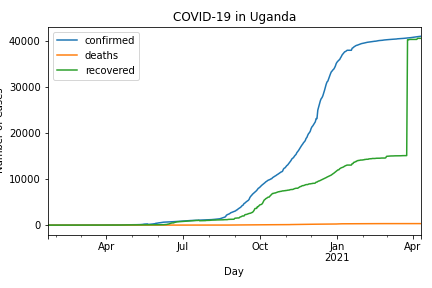 COVID-19 in Uganda
confirmed
deaths
recovered
40000
30000
20000
10000
0
Apr
Jul
Oct
Jan
2021
Apr
Day